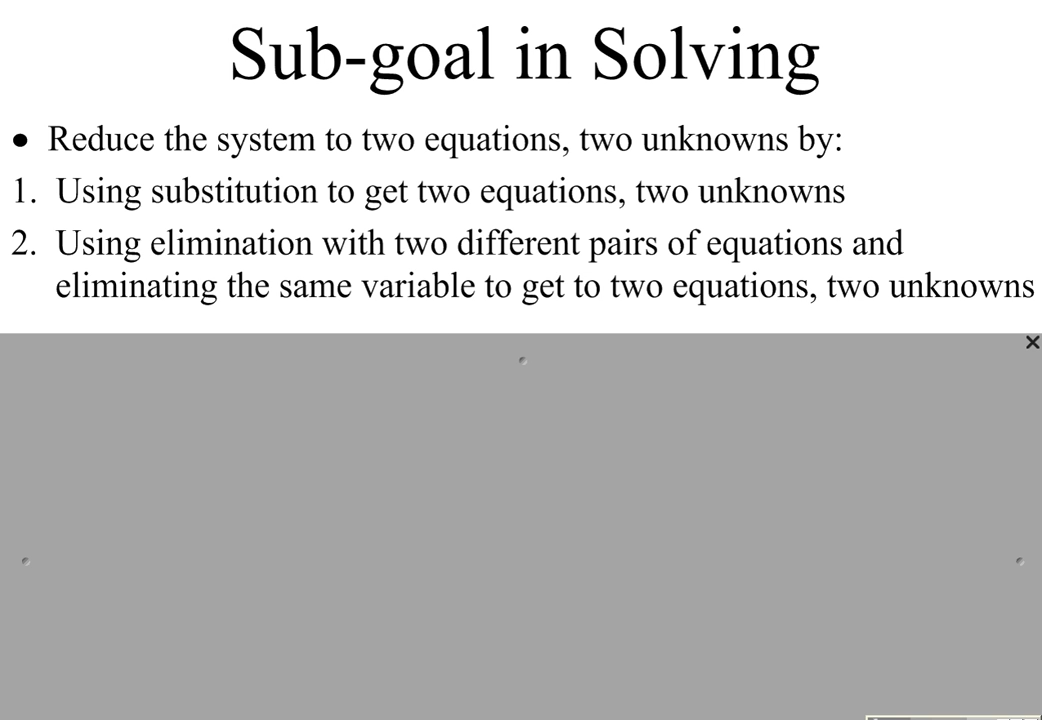 Sub-goal in Solving
• Reduce the system to two equations, two unknowns by:
1. Using substitution to get two equations, two unknowns
2. Using elimination with two different pairs of equations and
eliminating the same variable to get to two equations, two unknowns